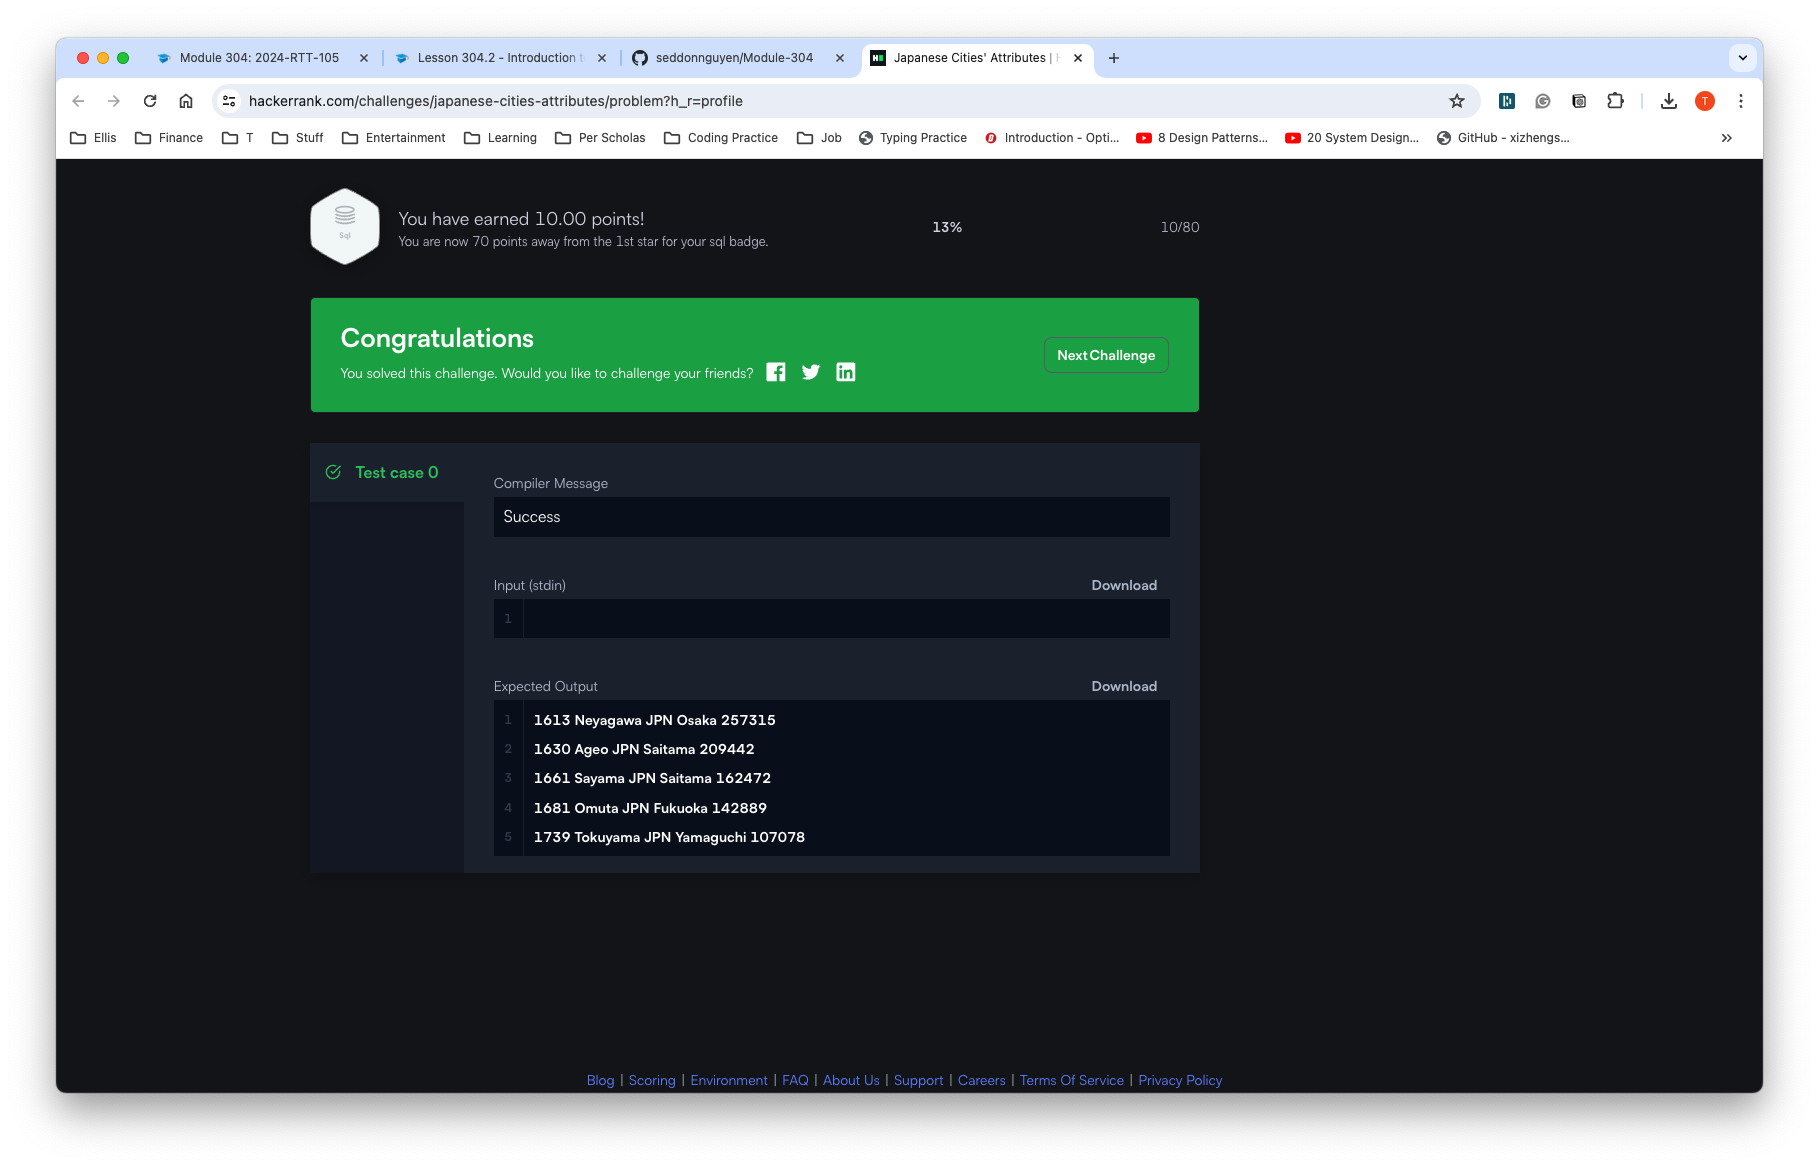 Module 304: 2024-RTT-105
Lesson 304.2 - Introduction t
seddonnguyen/Module-304
Japanese Cities' Attributes |
hackerrank.com/challenges/japanese-cities-attributes/problem?h_r=profile
T
Ellis
Finance
T
Stuff
Entertainment
Learning
Per Scholas
Coding Practice
Job
Typing Practice
Introduction - Opti...
8 Design Patterns...
20 System Design...
GitHub - xizhengs...
Sql
You have earned 10.00 points!
You are now 70 points away from the 1st star for your sql badge.
13%
10/80
Congratulations
You solved this challenge. Would you like to challenge your friends?
Next Challenge
Test case 0
Compiler Message
Success
Input (stdin)
Download
1
Expected Output
Download
1 1613 Neyagawa JPN Osaka 257315
2 1630 Ageo JPN Saitama 209442
3 1661 Sayama JPN Saitama 162472
4 1681 Omuta JPN Fukuoka 142889
5 1739 Tokuyama JPN Yamaguchi 107078
Blog | Scoring | Environment | FAQ | About Us | Support | Careers | Terms Of Service | Privacy Policy